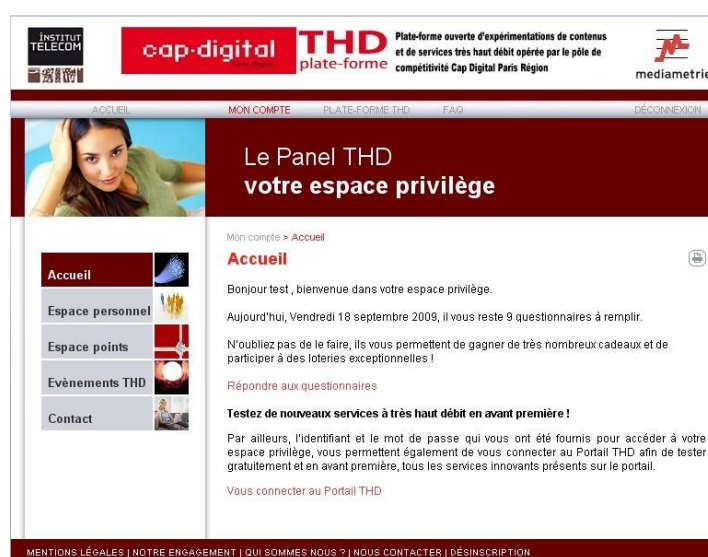 INSTITUT
TELECOM
cap·digital
Paris Région
THD
plate-forme
Plate-forme ouverte d'expérimentations de contenus
et de services très haut débit opérée par le pôle de
compétitivité Cap Digital Paris Région
mediametrie
ACCUEIL MON COMPTE PLATE-FORME THD FAQ DÉCONNEXION
Le Panel THD
votre espace privilège
Mon compte > Accueil
Accueil
Bonjour test , bienvenue dans votre espace privilège.
Aujourd'hui, Vendredi 18 septembre 2009, il vous reste 9 questionnaires à remplir.
N'oubliez pas de le faire, ils vous permettent de gagner de très nombreux cadeaux et de
participer à des loteries exceptionnelles !
Répondre aux questionnaires
Testez de nouveaux services à très haut débit en avant première !
Par ailleurs, l'identifiant et le mot de passe qui vous ont été fournis pour accéder à votre
espace privilège, vous permettent également de vous connecter au Portail THD afin de tester
gratuitement et en avant première, tous les services innovants présents sur le portail.
Vous connecter au Portail THD
Accueil
Espace personnel
Espace points
Evènements THD
Contact
MENTIONS LÉGALES | NOTRE ENGAGEMENT | QUI SOMMES NOUS ? | NOUS CONTACTER | DÉSINSCRIPTION